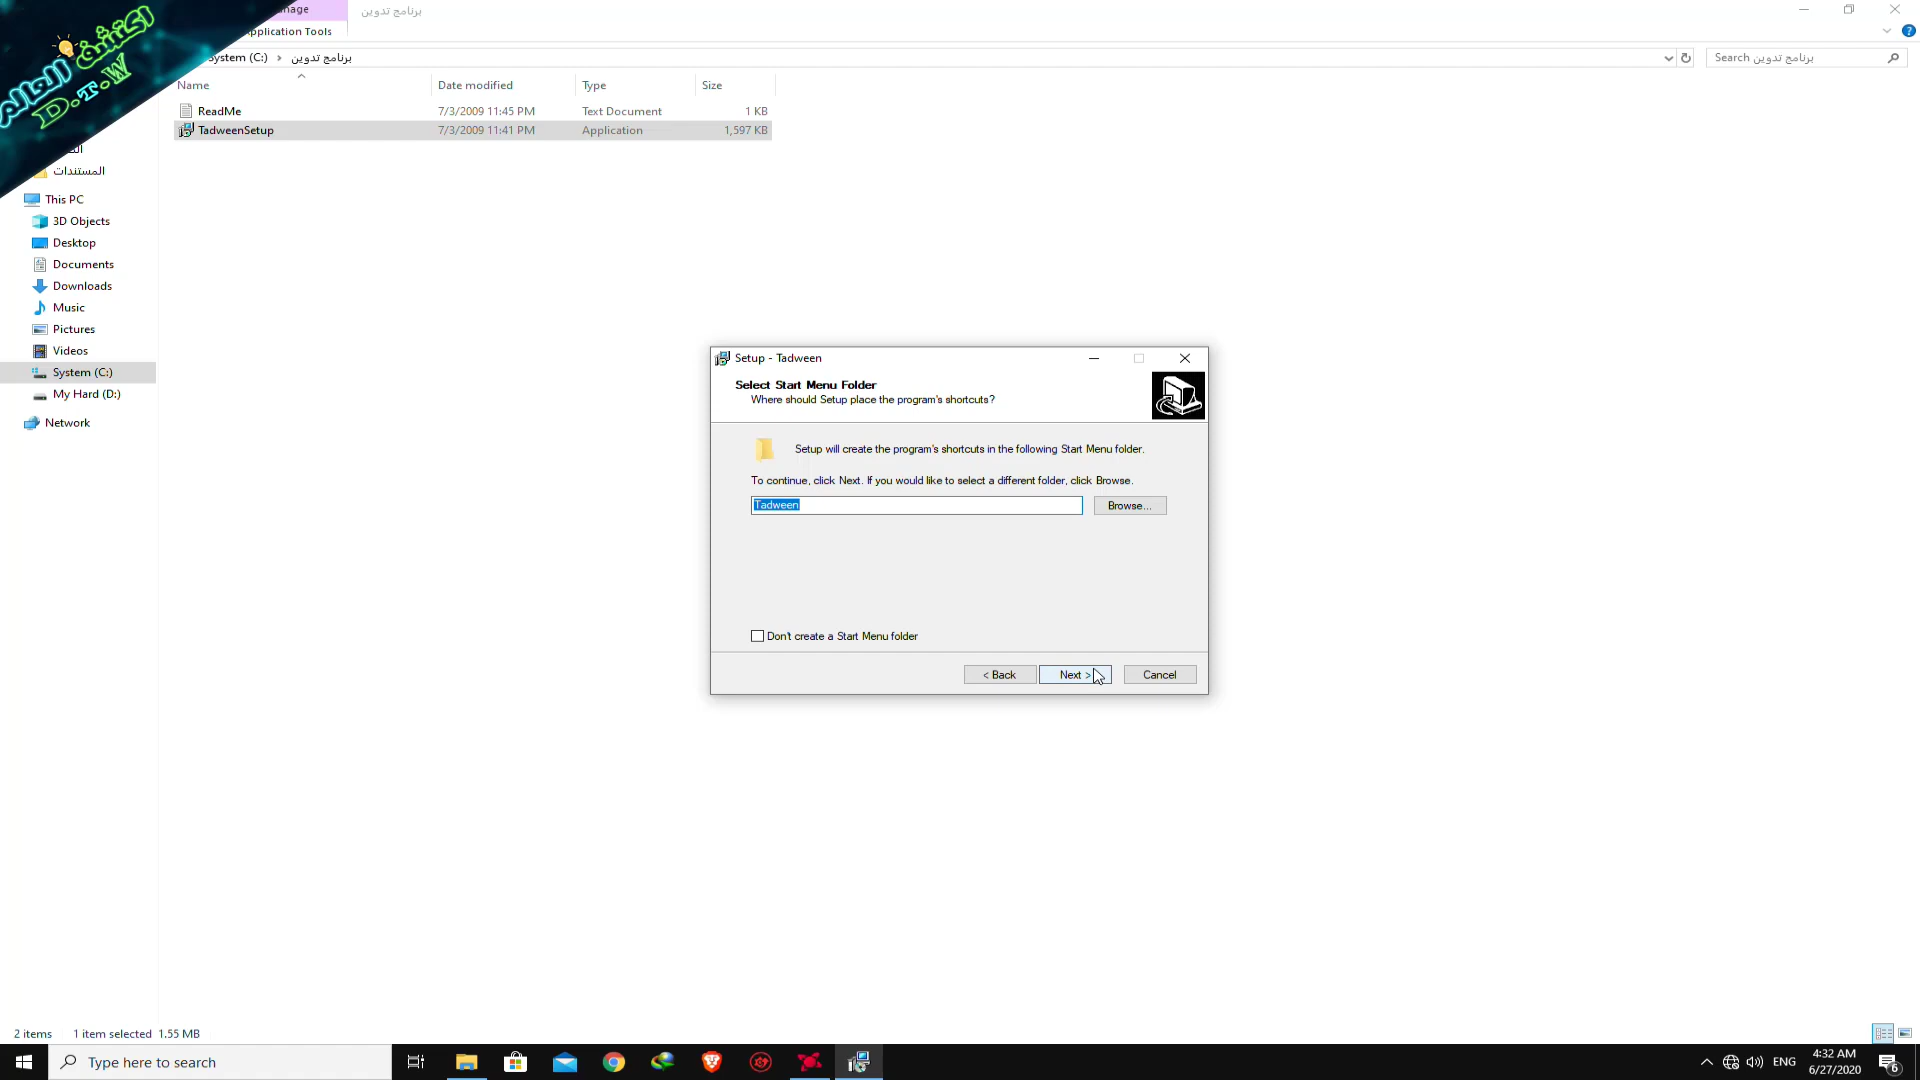 Application Tools
برنامج تدوين
System (C:) > برنامج تدوين
Search برنامج تدوين
اكتشف العالم
D.T.W
Name Date modified Type Size
ReadMe 7/3/2009 11:45 PM Text Document 1 KB
TadweenSetup 7/3/2009 11:41 PM Application 1,597 KB
المستندات
This PC
3D Objects
Desktop
Documents
Downloads
Music
Pictures
Videos
System (C:)
My Hard (D:)
Network
Setup - Tadween
Select Start Menu Folder
Where should Setup place the program's shortcuts?
Setup will create the program's shortcuts in the following Start Menu folder.
To continue, click Next. If you would like to select a different folder, click Browse.
Tadween
Browse...
Don't create a Start Menu folder
< Back Next > Cancel
2 items 1 item selected 1.55 MB
Type here to search
ENG
4:32 AM
6/27/2020
6